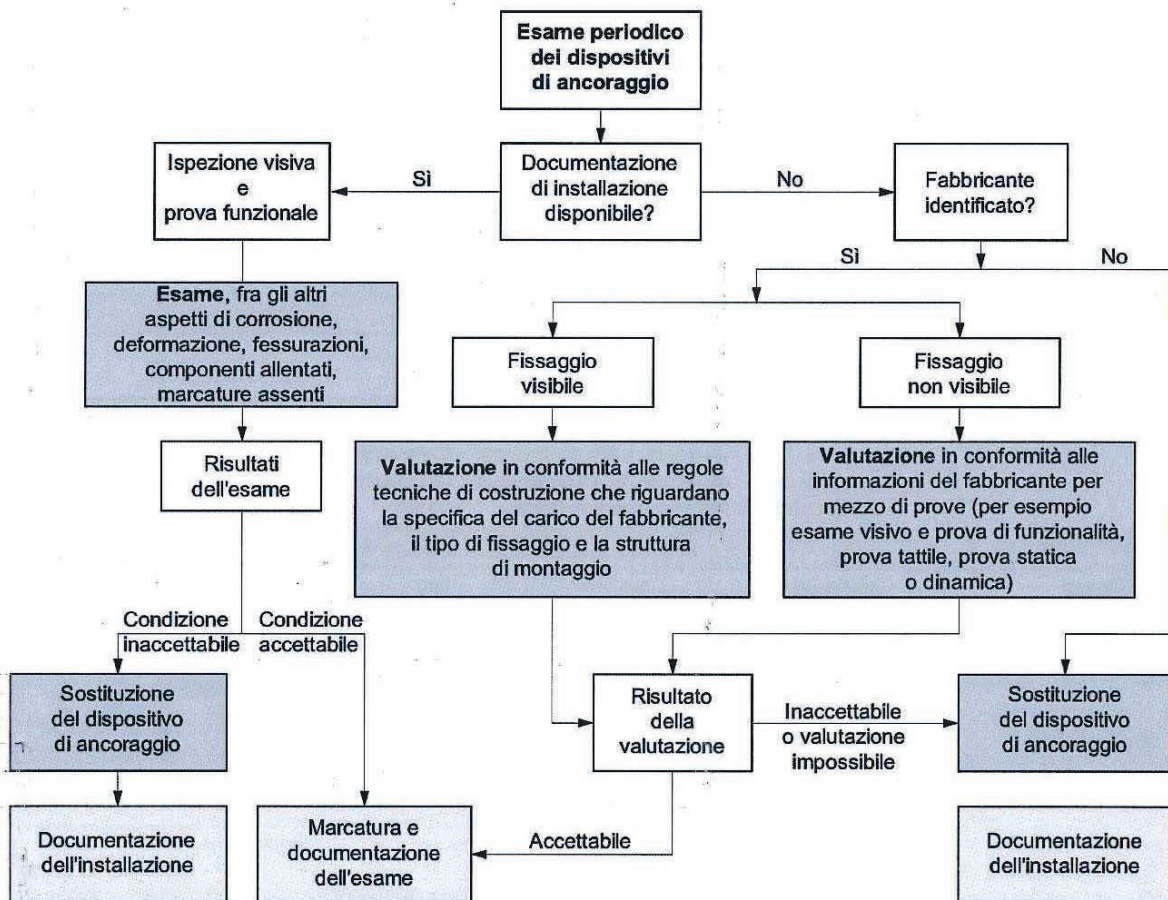 Esame periodico
dei dispositivi
di ancoraggio
Ispezione visiva
e
prova funzionale
Sì
Documentazione
di installazione
disponibile?
No
Fabbricante
identificato?
Sì
No
Esame, fra gli altri
aspetti di corrosione,
deformazione, fessurazioni,
componenti allentati,
marcature assenti
Fissaggio
visibile
Fissaggio
non visibile
Risultati
dell'esame
Valutazione in conformità alle regole
tecniche di costruzione che riguardano
la specifica del carico del fabbricante,
il tipo di fissaggio e la struttura
di montaggio
Valutazione in conformità alle
informazioni del fabbricante per
mezzo di prove (per esempio
esame visivo e prova di funzionalità,
prova tattile, prova statica
o dinamica)
Condizione
inaccettabile
Condizione
accettabile
Sostituzione
del dispositivo
di ancoraggio
Risultato
della
valutazione
Inaccettabile
o valutazione
impossibile
Sostituzione
del dispositivo
di ancoraggio
Documentazione
dell'installazione
Marcatura e
documentazione
dell'esame
Accettabile
Documentazione
dell'installazione